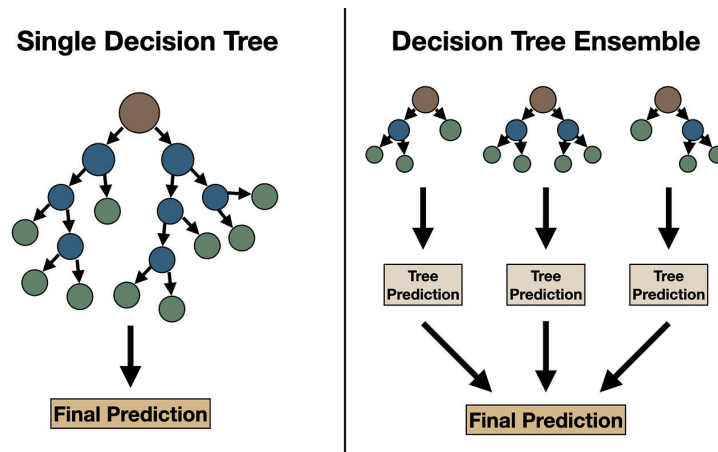 Single Decision Tree
Final Prediction
Decision Tree Ensemble
Tree
Prediction
Tree
Prediction
Tree
Prediction
Final Prediction